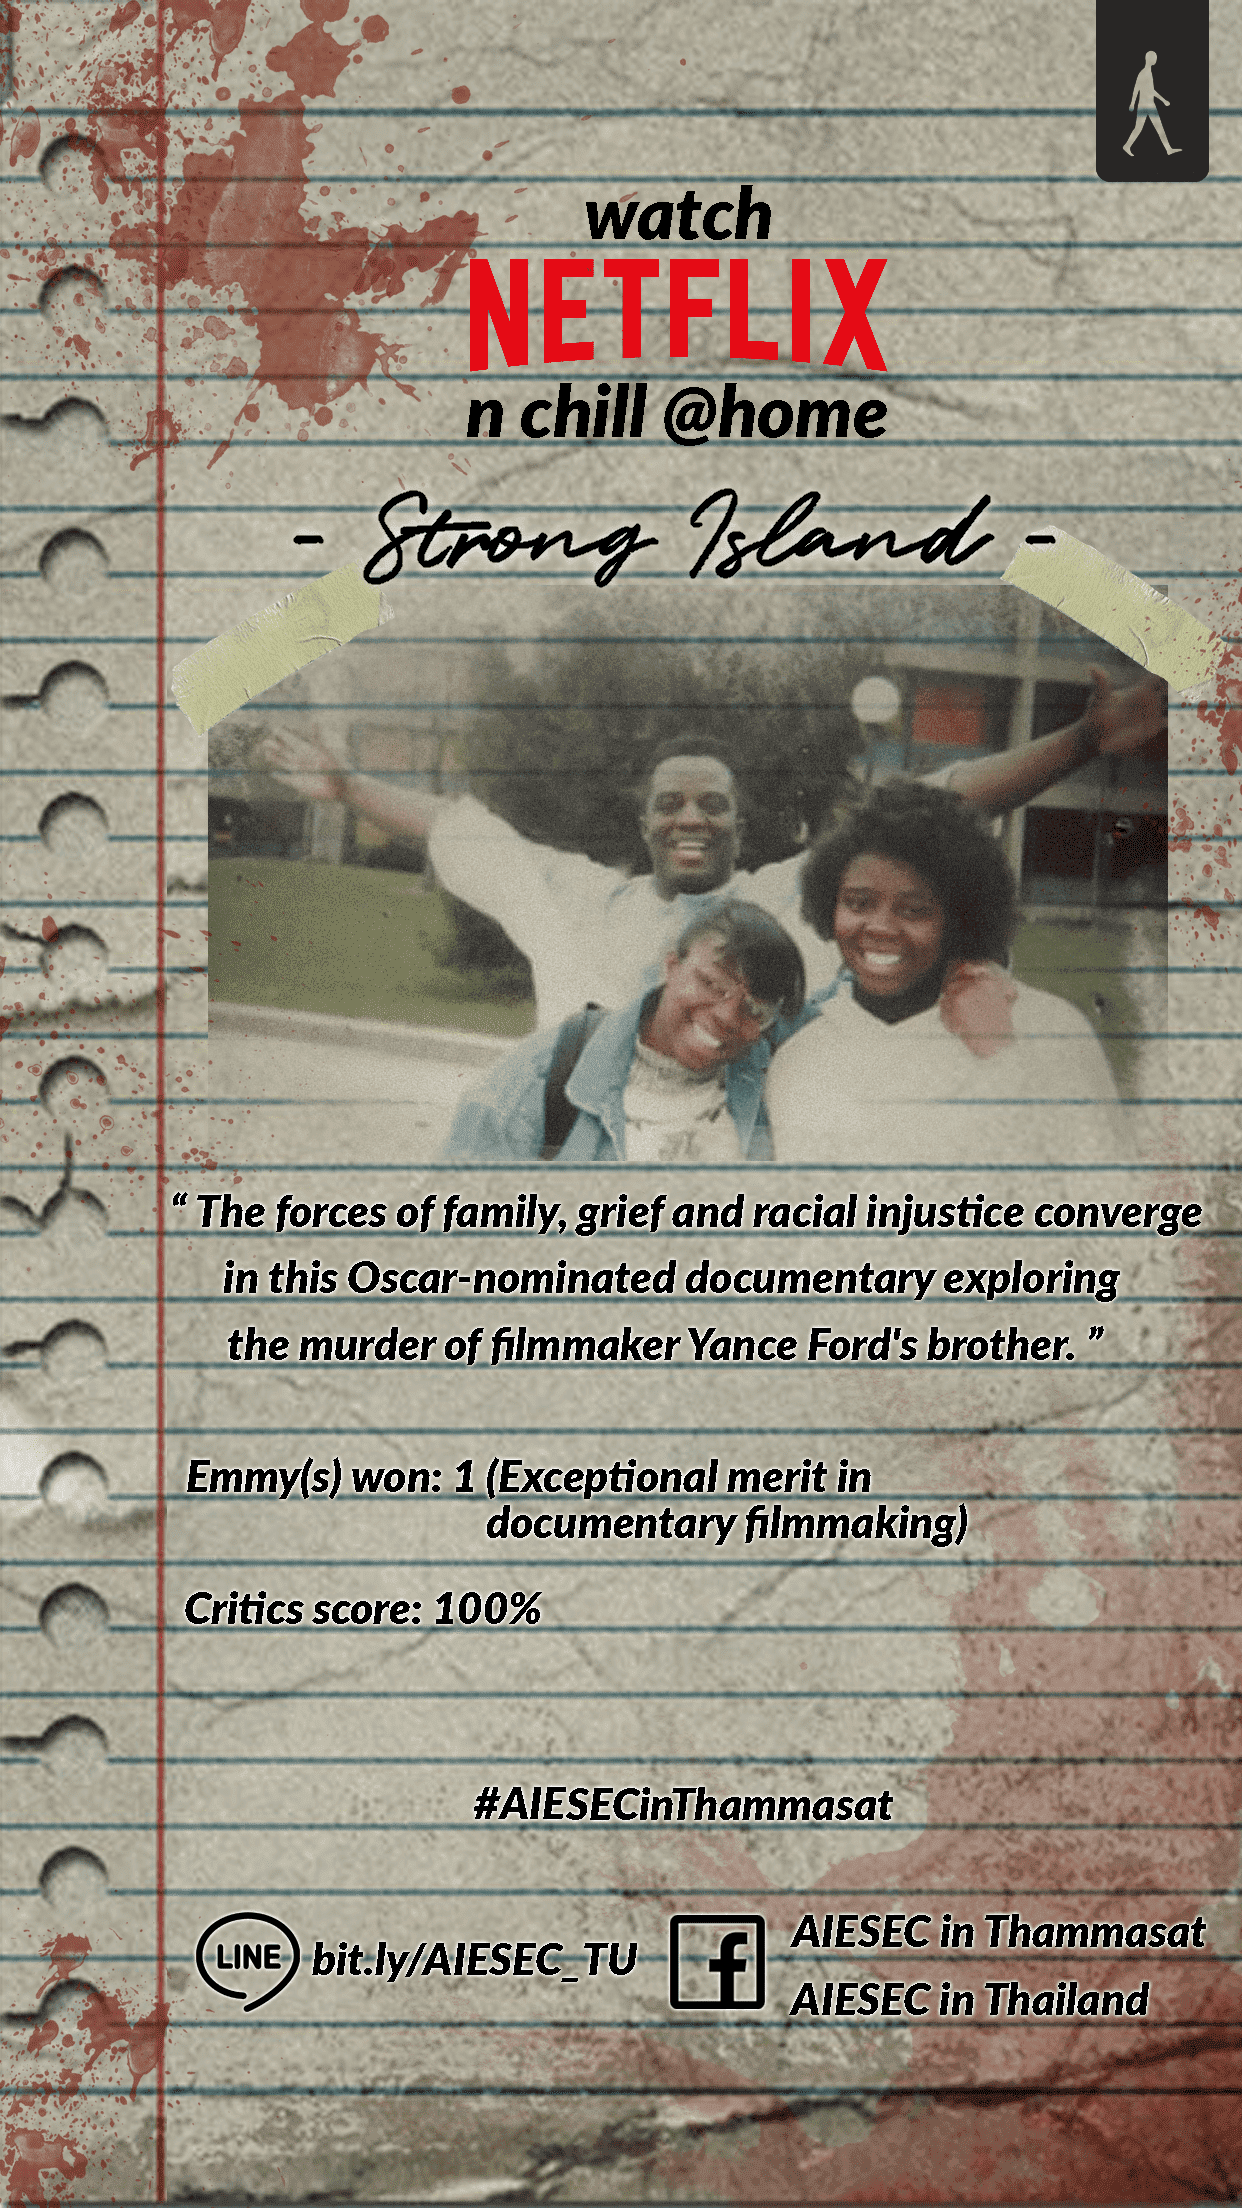 watch
NETFLIX
n chill @home
- Strong Island -
“ The forces of family, grief and racial injustice converge
in this Oscar-nominated documentary exploring
the murder of filmmaker Yance Ford's brother. ”
Emmy(s) won: 1 (Exceptional merit in
documentary filmmaking)
Critics score: 100%
#AIESECinThammasat
LINE bit.ly/AIESEC_TU
AIESEC in Thammasat
AIESEC in Thailand